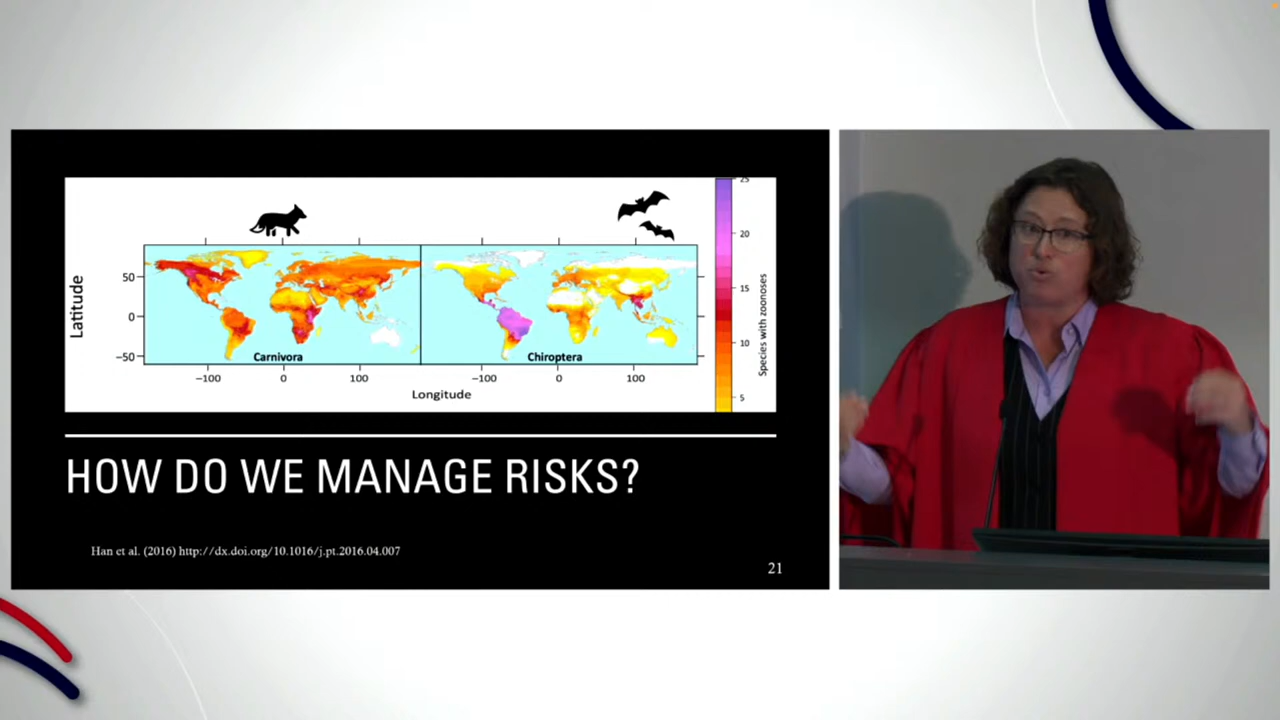 25
20
15
10
5
Species with zoonoses
Latitude
50
0
−50
Carnivora
Chiroptera
−100
0
100
−100
0
100
Longitude
HOW DO WE MANAGE RISKS?
Han et al. (2016) http://dx.doi.org/10.1016/j.pt.2016.04.007
21